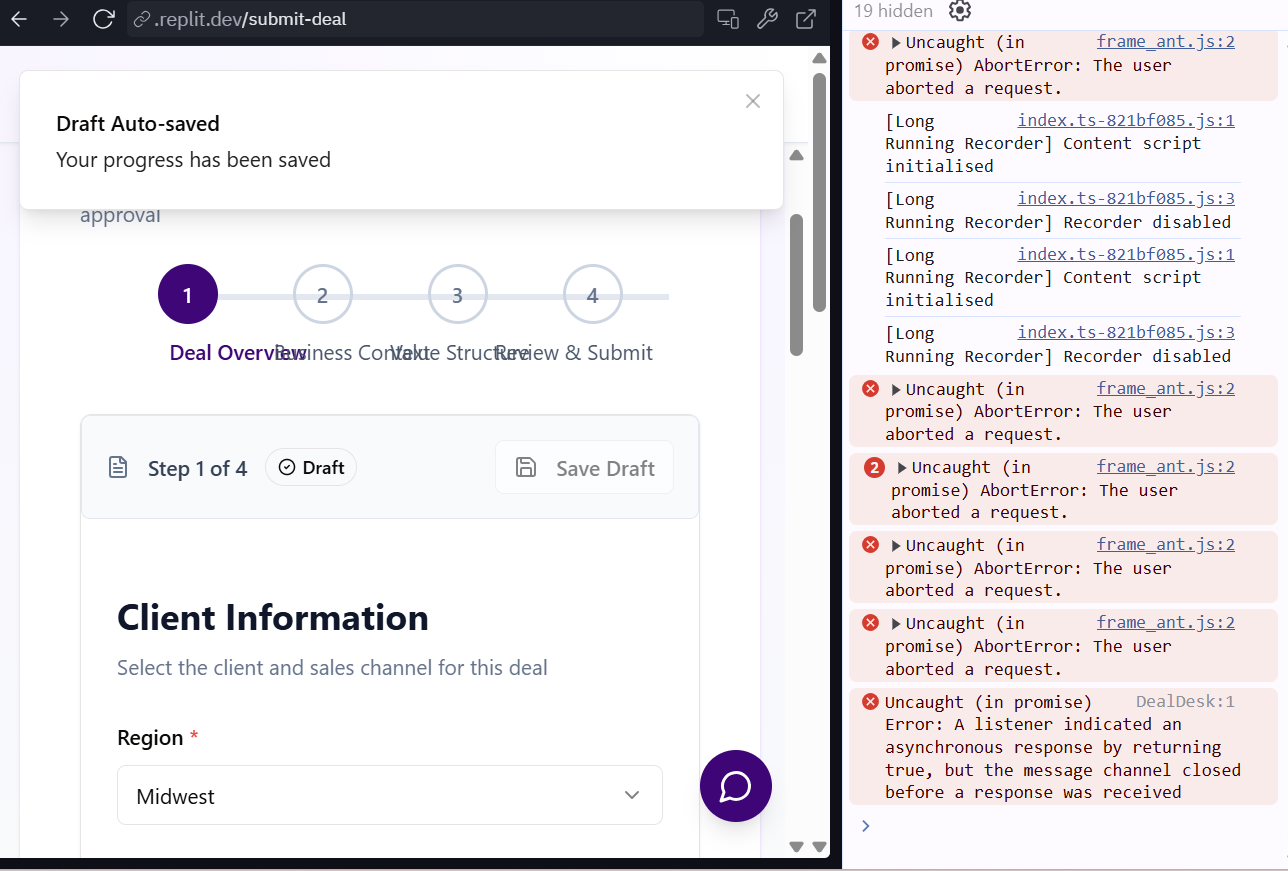 .replit.dev/submit-deal
Draft Auto-saved
Your progress has been saved
approval
1
2
3
4
Deal Overview
Business Context
Value Structure
Review & Submit
Step 1 of 4
Draft
Save Draft
Client Information
Select the client and sales channel for this deal
Region *
Midwest
19 hidden
Uncaught (in frame_ant.js:2
promise) AbortError: The user
aborted a request.
[Long index.ts-821bf085.js:1
Running Recorder] Content script
initialised
[Long index.ts-821bf085.js:3
Running Recorder] Recorder disabled
[Long index.ts-821bf085.js:1
Running Recorder] Content script
initialised
[Long index.ts-821bf085.js:3
Running Recorder] Recorder disabled
Uncaught (in frame_ant.js:2
promise) AbortError: The user
aborted a request.
2 Uncaught (in frame_ant.js:2
promise) AbortError: The user
aborted a request.
Uncaught (in frame_ant.js:2
promise) AbortError: The user
aborted a request.
Uncaught (in frame_ant.js:2
promise) AbortError: The user
aborted a request.
Uncaught (in promise) DealDesk:1
Error: A listener indicated an
asynchronous response by returning
true, but the message channel closed
before a response was received